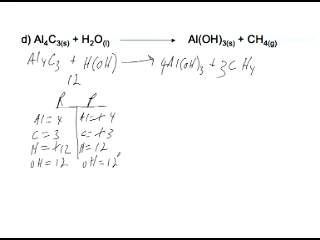 d) Al₄C₃(s) + H₂O(l) ⟶ Al(OH)₃(s) + CH₄(g)
Al₄C₃ + H(OH) ⟶ 4Al(OH)₃ + 3CH₄
12
R P
Al=4 Al=4
C=3 C=3
H=12 H=12
OH=12 OH=12